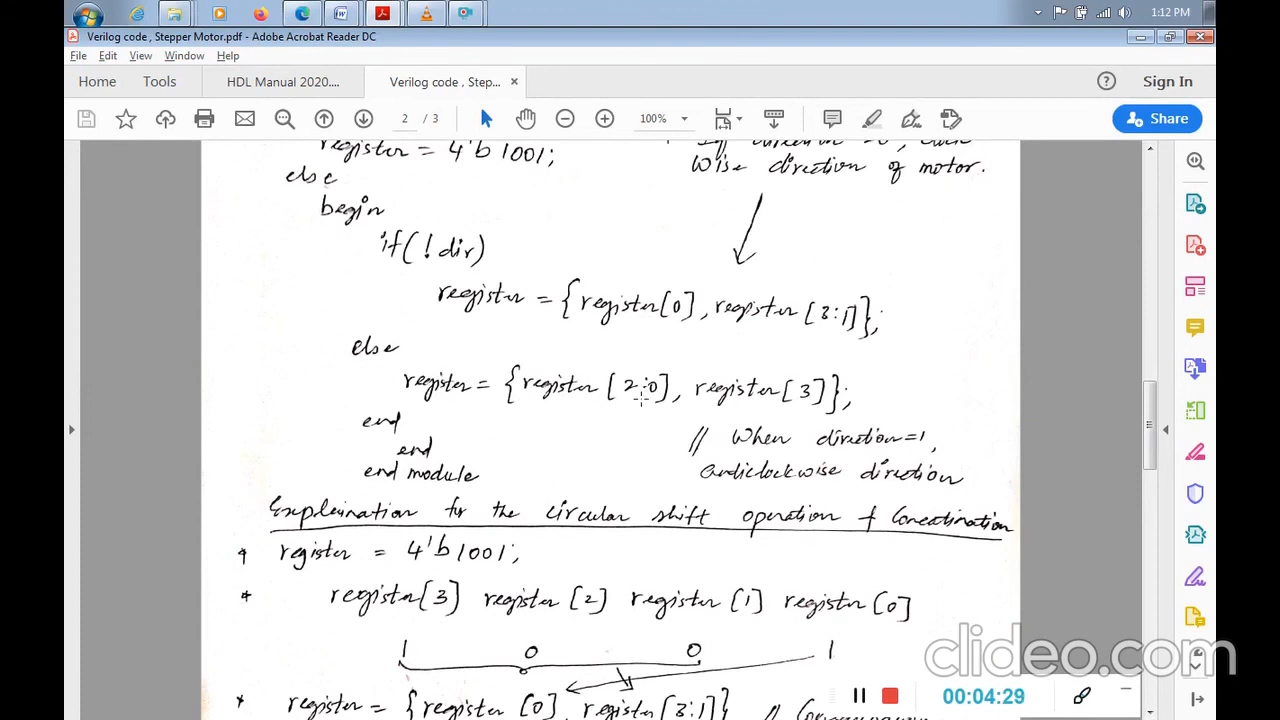 1:12 PM
Verilog code , Stepper Motor.pdf - Adobe Acrobat Reader DC
File Edit View Window Help
Home Tools HDL Manual 2020.... Verilog code , Step... ×
Sign In
2 / 3 100% Share
register = 4'b1001;
else
wise direction of motor.
begin
if(!dir)
register = {register[0], register[3:1]};
else
register = {register[2:0], register[3]};
end
// When direction=1,
end
anticlockwise direction
end module
Explaination for the circular shift operation & Concatination
* register = 4'b1001;
* register[3] register[2] register[1] register[0]
1 0 0 1
* register = {register[0], register[3:1]} //
clideo.com
00:04:29